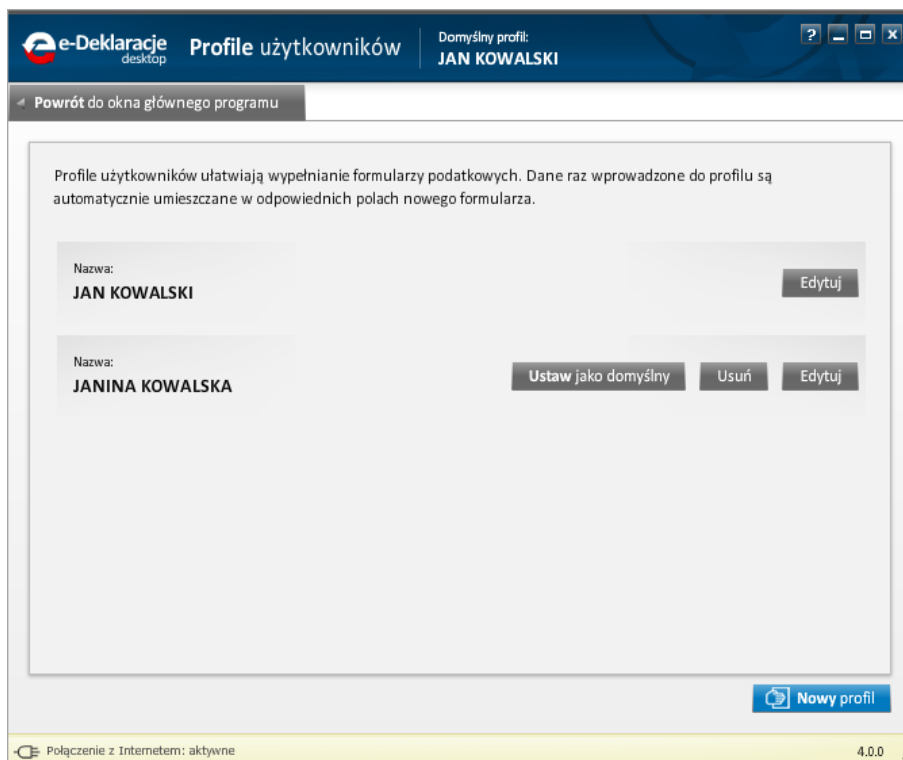 e-Deklaracje
desktop
Profile użytkowników
Domyślny profil:
JAN KOWALSKI
?
Powrót do okna głównego programu
Profile użytkowników ułatwiają wypełnianie formularzy podatkowych. Dane raz wprowadzone do profilu są
automatycznie umieszczane w odpowiednich polach nowego formularza.
Nazwa:
JAN KOWALSKI
Edytuj
Nazwa:
JANINA KOWALSKA
Ustaw jako domyślny
Usuń
Edytuj
Nowy profil
Połączenie z Internetem: aktywne
4.0.0